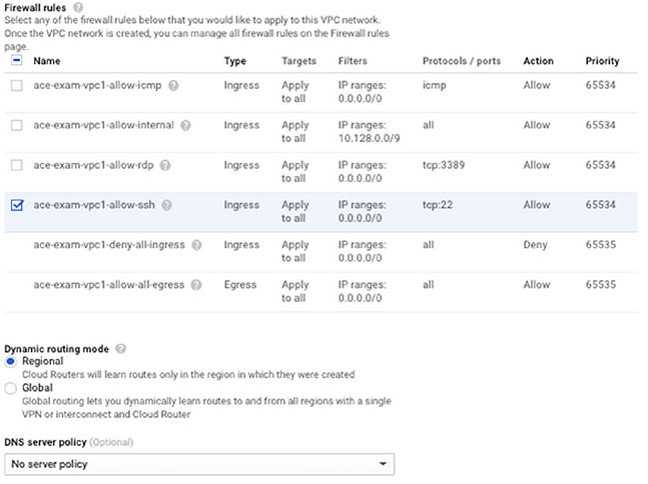 Firewall rules
Select any of the firewall rules below that you would like to apply to this VPC network.
Once the VPC network is created, you can manage all firewall rules on the Firewall rules
page.
Name Type Targets Filters Protocols / ports Action Priority
ace-exam-vpc1-allow-icmp Ingress Apply to all IP ranges: 0.0.0.0/0 icmp Allow 65534
ace-exam-vpc1-allow-internal Ingress Apply to all IP ranges: 10.128.0.0/9 all Allow 65534
ace-exam-vpc1-allow-rdp Ingress Apply to all IP ranges: 0.0.0.0/0 tcp:3389 Allow 65534
ace-exam-vpc1-allow-ssh Ingress Apply to all IP ranges: 0.0.0.0/0 tcp:22 Allow 65534
ace-exam-vpc1-deny-all-ingress Ingress Apply to all IP ranges: 0.0.0.0/0 all Deny 65535
ace-exam-vpc1-allow-all-egress Egress Apply to all IP ranges: 0.0.0.0/0 all Allow 65535
Dynamic routing mode
Regional
Cloud Routers will learn routes only in the region in which they were created
Global
Global routing lets you dynamically learn routes to and from all regions with a single
VPN or interconnect and Cloud Router
DNS server policy (Optional)
No server policy